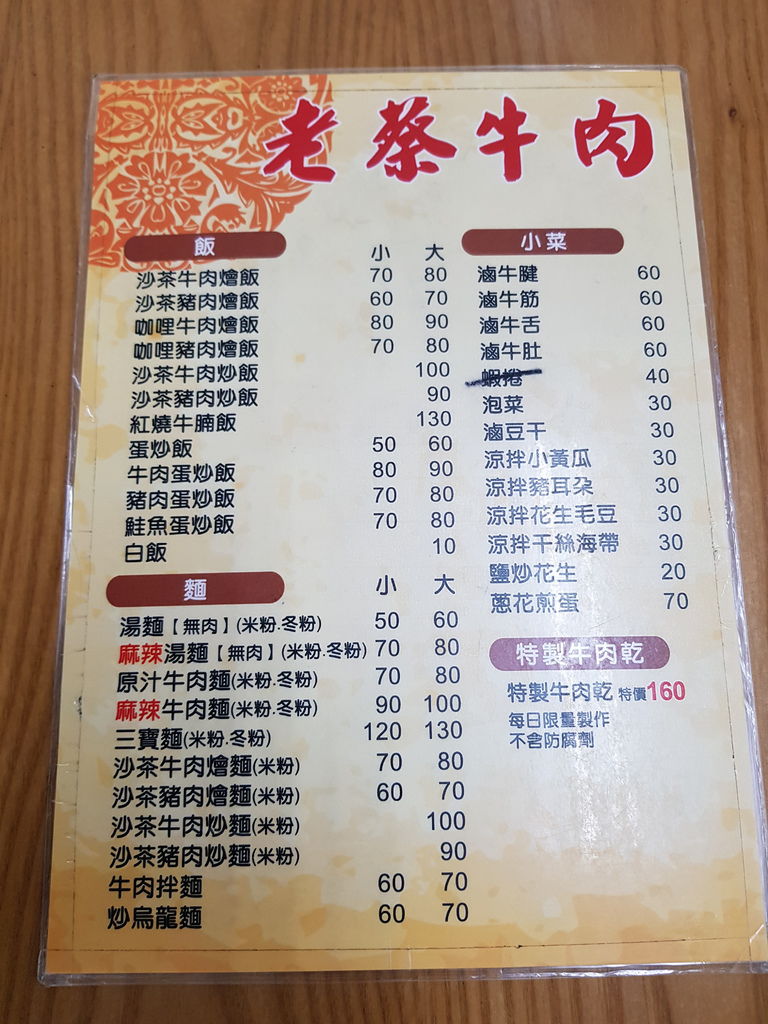 老蔡牛肉
飯 小 大
沙茶牛肉燴飯 70 80
沙茶豬肉燴飯 60 70
咖哩牛肉燴飯 80 90
咖哩豬肉燴飯 70 80
沙茶牛肉炒飯 100
沙茶豬肉炒飯 90
紅燒牛腩飯 130
蛋炒飯 50 60
牛肉蛋炒飯 80 90
豬肉蛋炒飯 70 80
鮭魚蛋炒飯 70 80
白飯 10
麵 小 大
湯麵【無肉】(米粉.冬粉) 50 60
麻辣湯麵【無肉】(米粉.冬粉) 70 80
原汁牛肉麵(米粉.冬粉) 70 80
麻辣牛肉麵(米粉.冬粉) 90 100
三寶麵(米粉.冬粉) 120 130
沙茶牛肉燴麵(米粉) 70 80
沙茶豬肉燴麵(米粉) 60 70
沙茶牛肉炒麵(米粉) 100
沙茶豬肉炒麵(米粉) 90
牛肉拌麵 60 70
炒烏龍麵 60 70
小菜
滷牛腱 60
滷牛筋 60
滷牛舌 60
滷牛肚 60
蝦捲 40
泡菜 30
滷豆干 30
涼拌小黃瓜 30
涼拌豬耳朵 30
涼拌花生毛豆 30
涼拌干絲海帶 30
鹽炒花生 20
蔥花煎蛋 70
特製牛肉乾
特製牛肉乾 特價160
每日限量製作
不含防腐劑